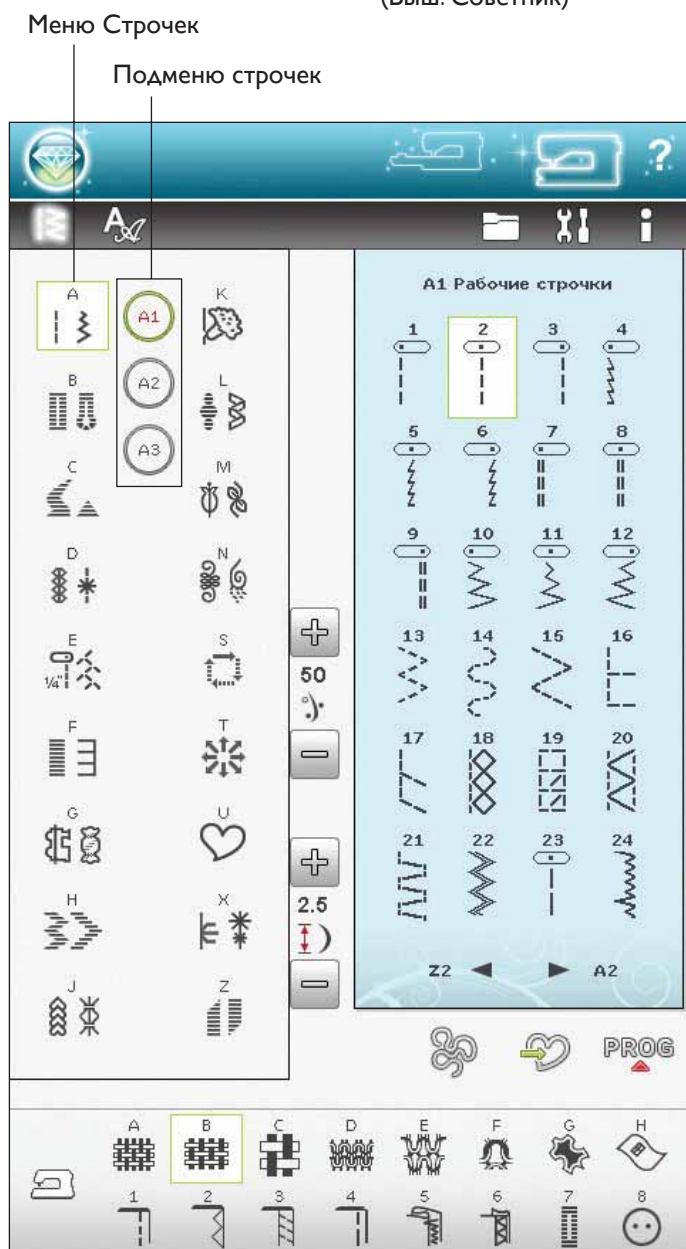 (Выш. Советник)
Меню Строчек
Подменю строчек
?
A
A1 Рабочие строчки
A A1 K
1 2 3 4
B A2 L
5 6 7 8
C A3 M
9 10 11 12
D N
13 14 15 16
E S
1/4"
50
17 18 19 20
F T
G U
21 22 23 24
H X
2.5
Z2 A2
J Z
PROG
A B C D E F G H
1 2 3 4 5 6 7 8